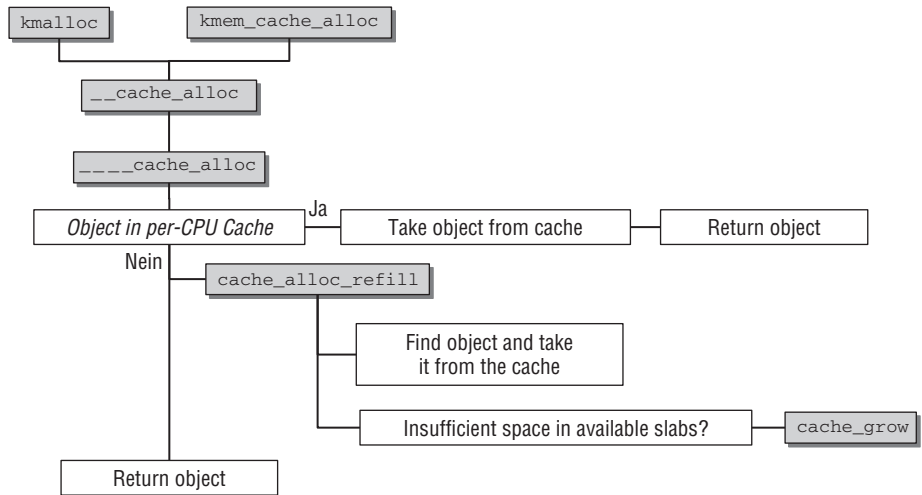 kmalloc
kmem_cache_alloc
__cache_alloc
____cache_alloc
Object in per-CPU Cache
Ja
Take object from cache
Return object
Nein
cache_alloc_refill
Find object and take
it from the cache
Insufficient space in available slabs?
cache_grow
Return object